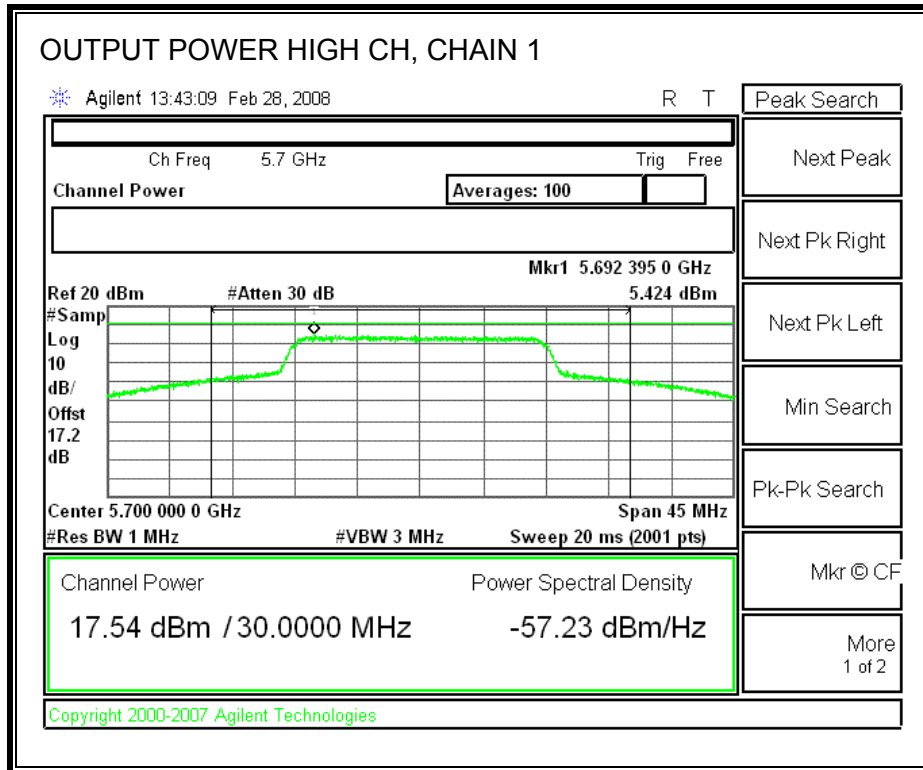 OUTPUT POWER HIGH CH, CHAIN 1
Agilent 13:43:09 Feb 28, 2008 R T
Peak Search
Ch Freq 5.7 GHz Trig Free
Channel Power Averages: 100
Mkr1 5.692 395 0 GHz
Ref 20 dBm #Atten 30 dB 5.424 dBm
#Samp
Log
10
dB/
Offst
17.2
dB
Center 5.700 000 0 GHz Span 45 MHz
#Res BW 1 MHz #VBW 3 MHz Sweep 20 ms (2001 pts)
Channel Power Power Spectral Density
17.54 dBm / 30.0000 MHz -57.23 dBm/Hz
Copyright 2000-2007 Agilent Technologies
Next Peak
Next Pk Right
Next Pk Left
Min Search
Pk-Pk Search
Mkr © CF
More
1 of 2